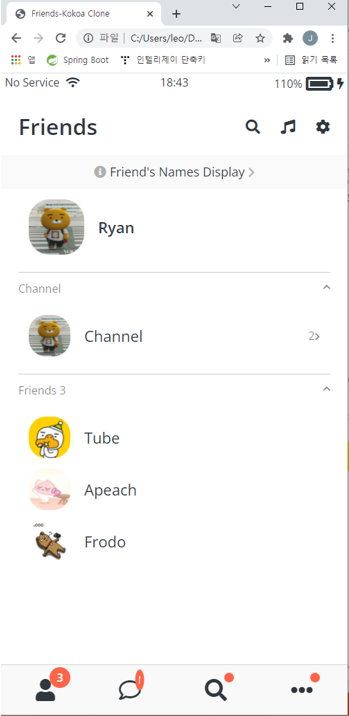 Friends-Kokoa Clone
파일 | C:/Users/leo/D...
J
앱 Spring Boot 인텔리제이 단축키 » 읽기 목록
No Service 18:43 110%
Friends
Friend's Names Display
Ryan
Channel
Channel 2
Friends 3
Tube
Apeach
Frodo
3